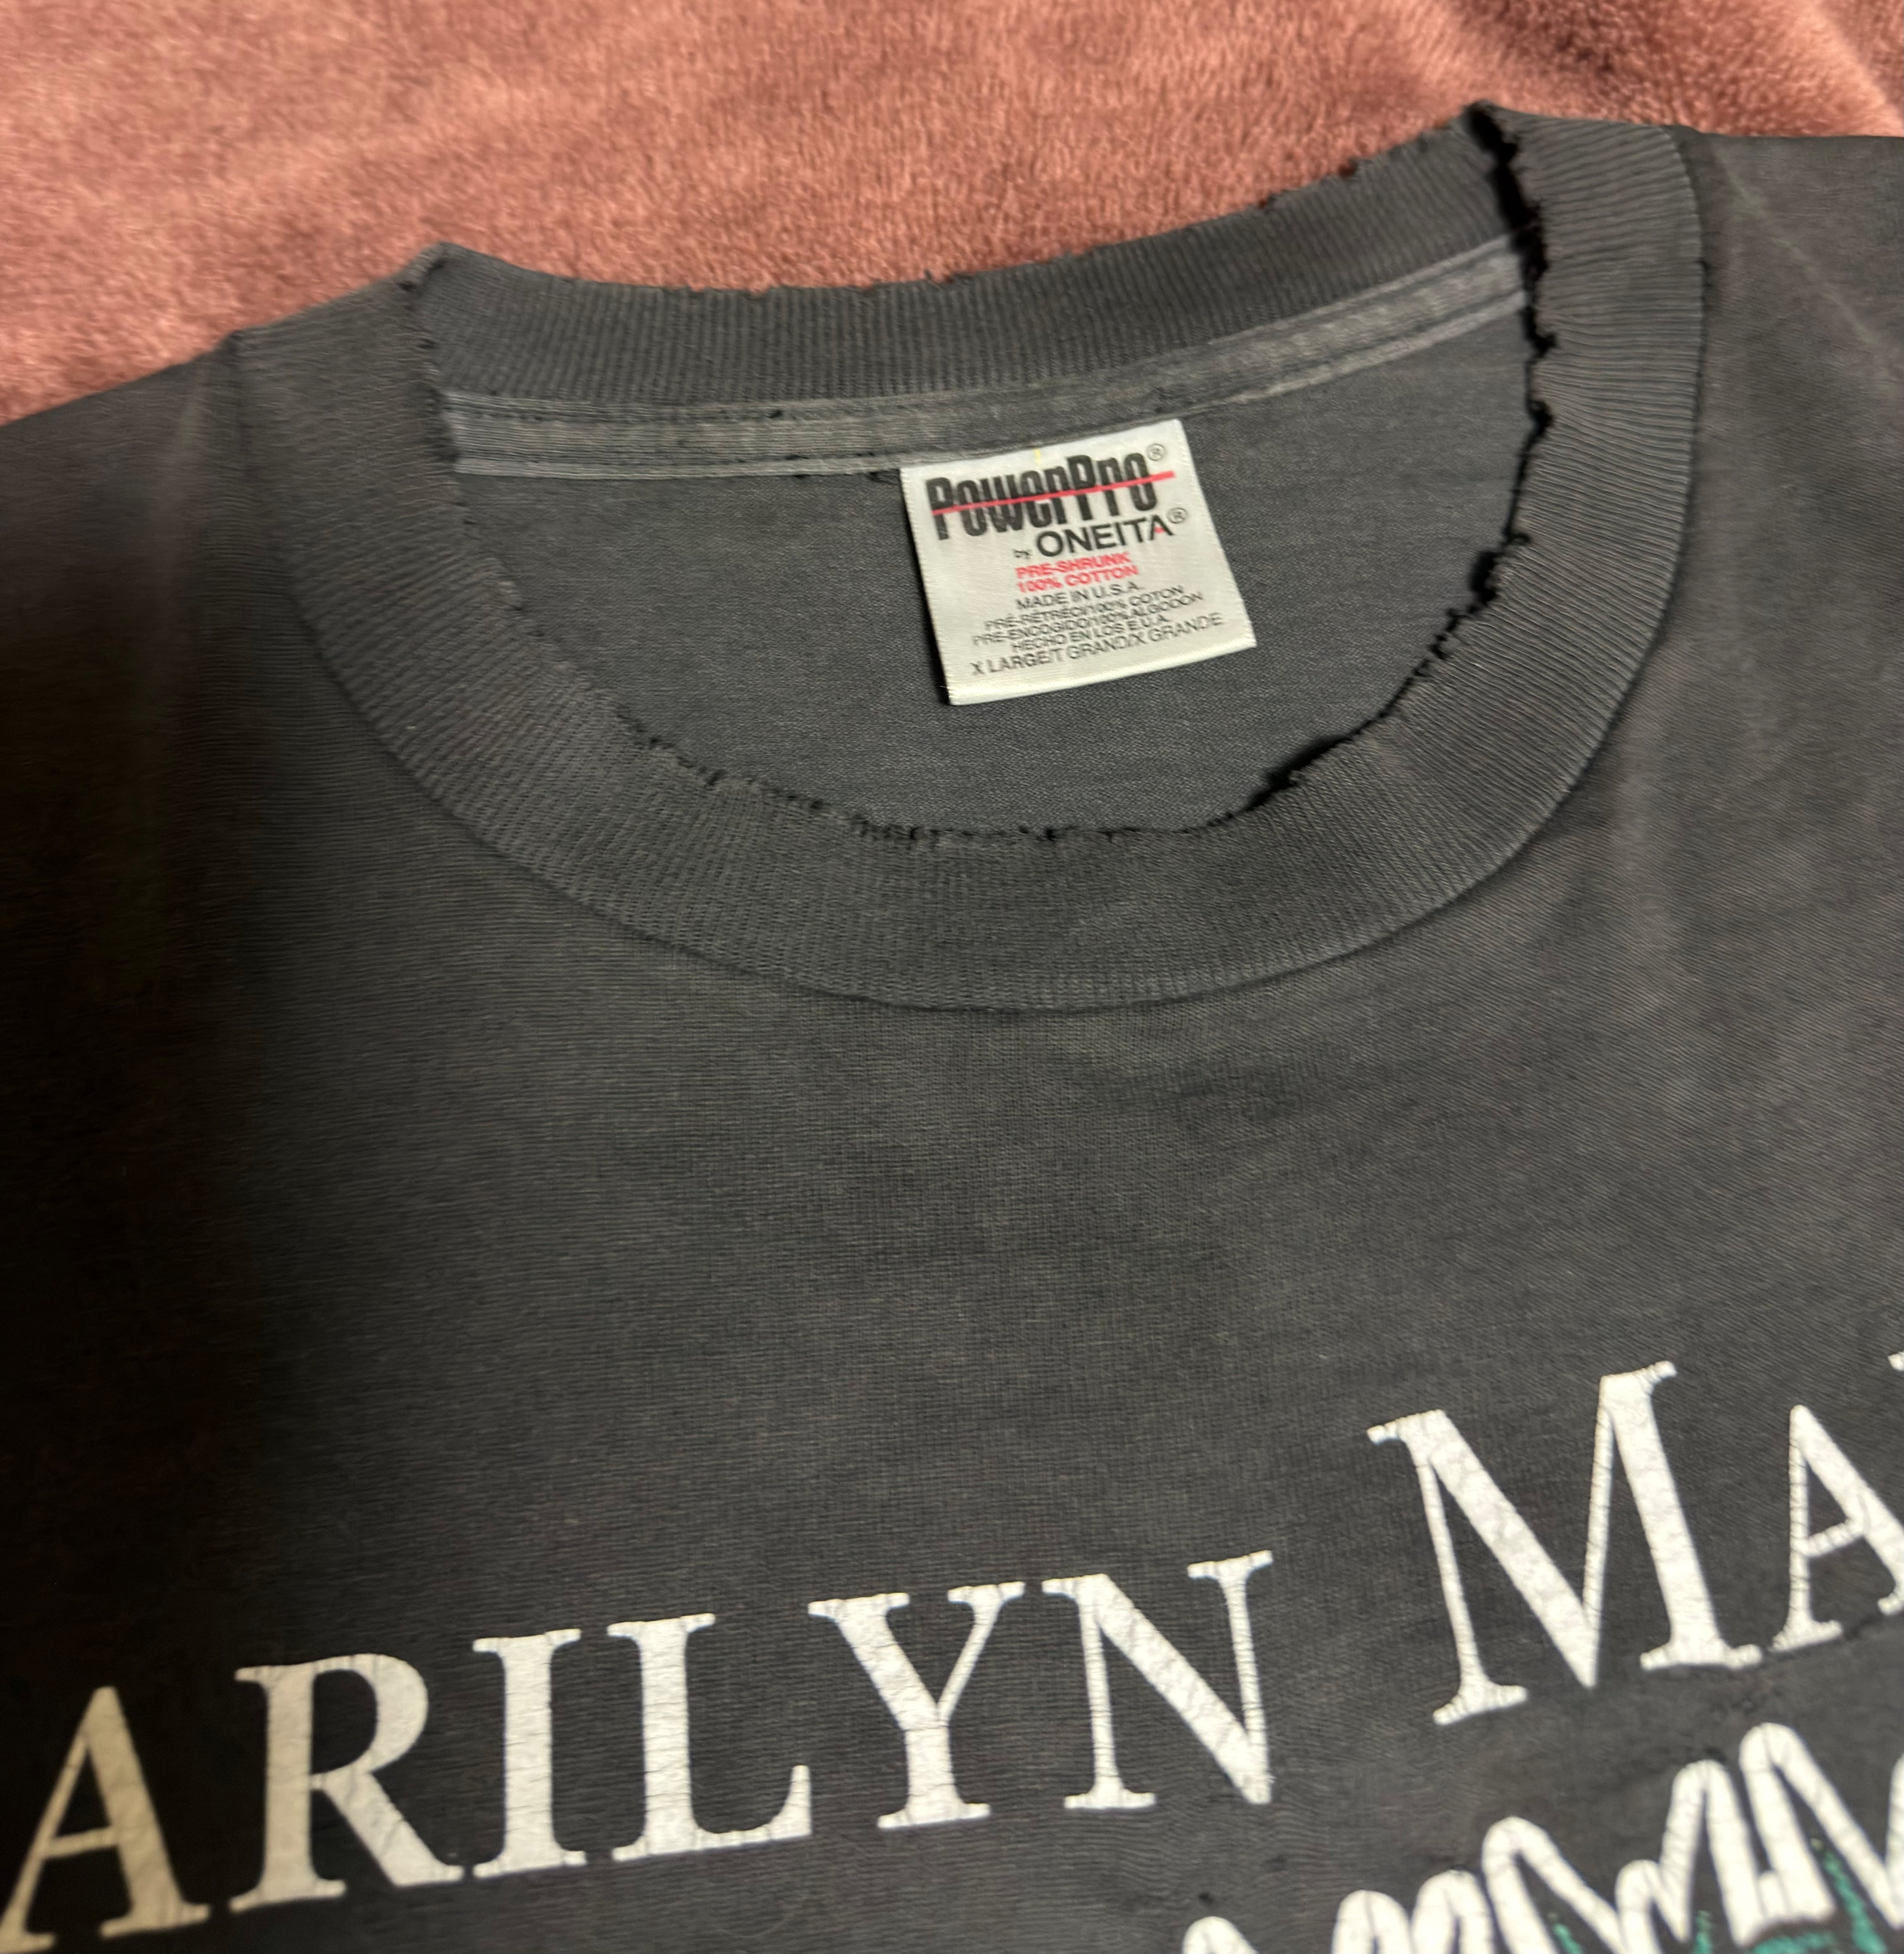 PowerPro®
by ONEITA®
PRE-SHRUNK
100% COTTON
MADE IN U.S.A.
PRÉ-RÉTRÉCI/100% COTON
PRÉ-ENCOGIDO/100% ALGODON
HECHO EN LOS E.U.A.
X LARGE/T GRAND/X GRANDE
ARILYN MA